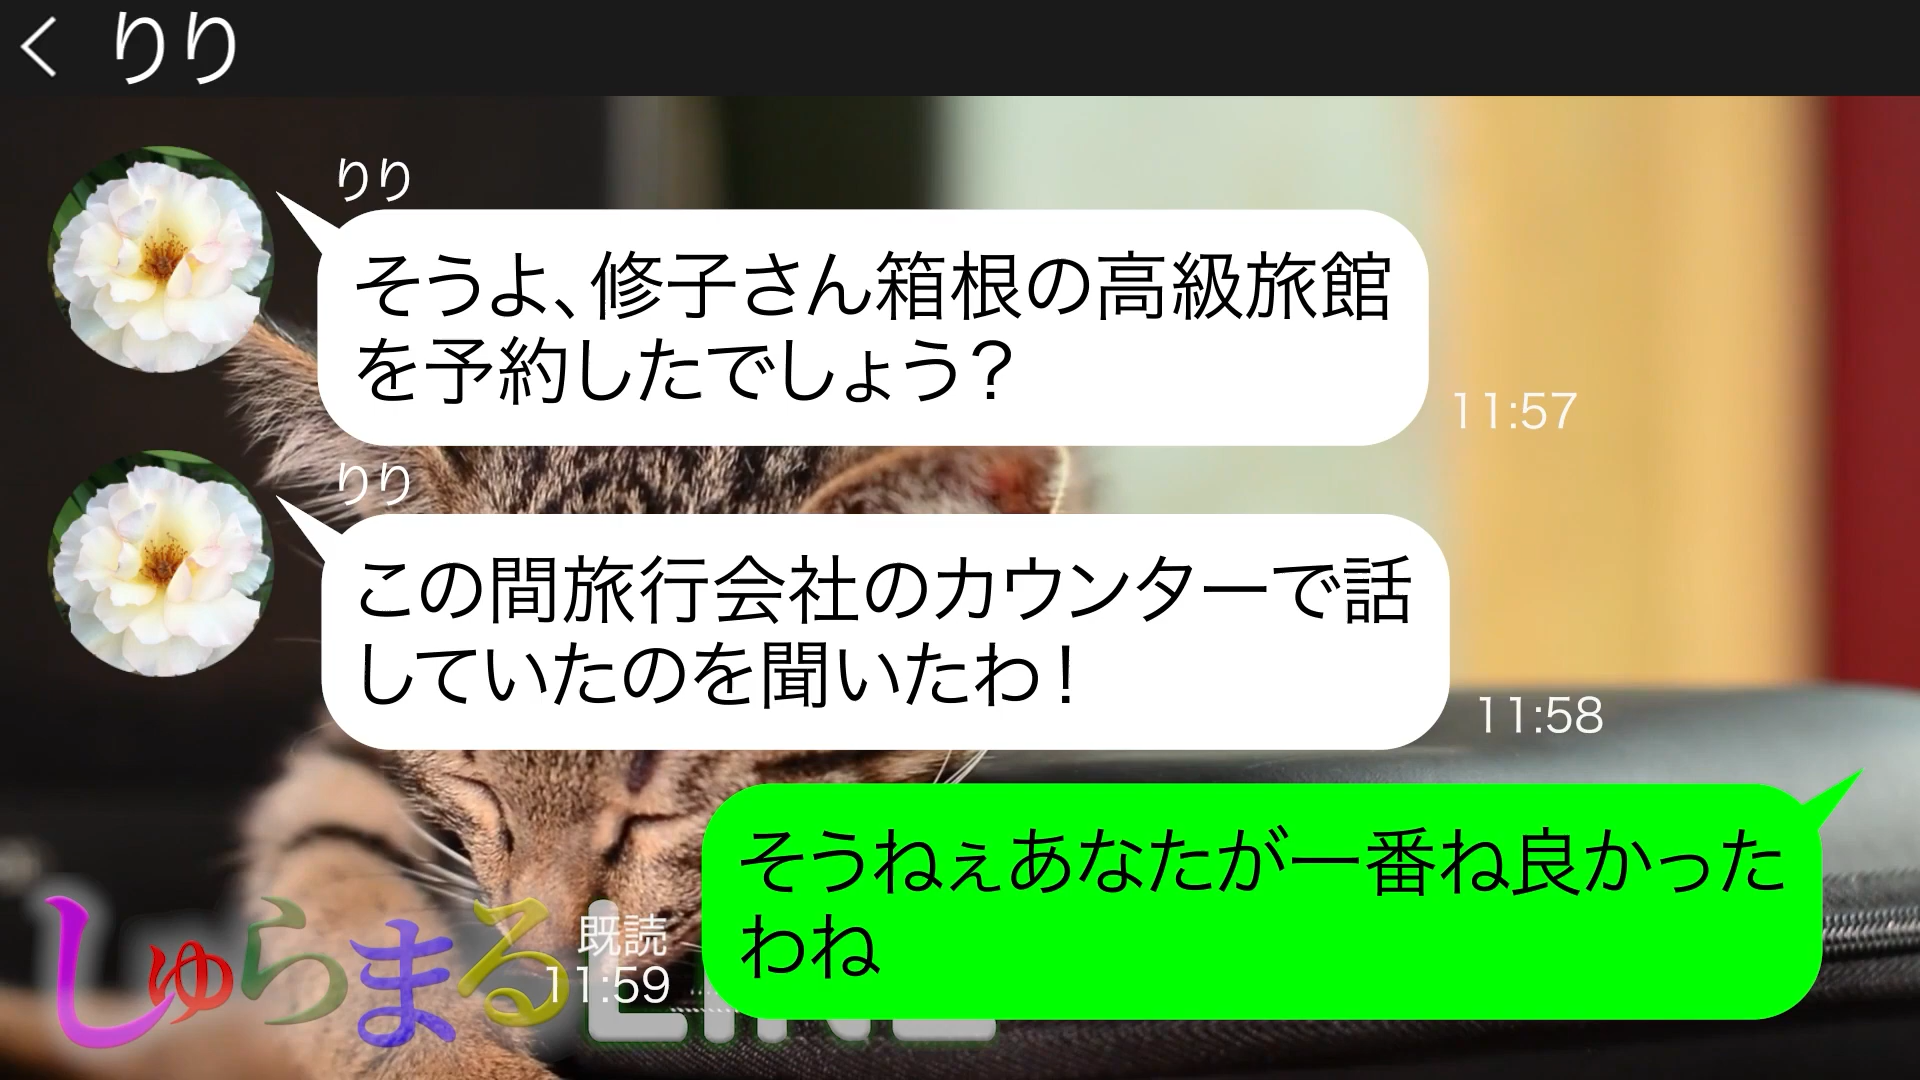 りり
りり
そうよ、修子さん箱根の高級旅館
を予約したでしょう？
11:57
りり
この間旅行会社のカウンターで話
していたのを聞いたわ！
11:58
そうねぇあなたが一番ね良かった
わね
既読
11:59
しゅらまる
LINE